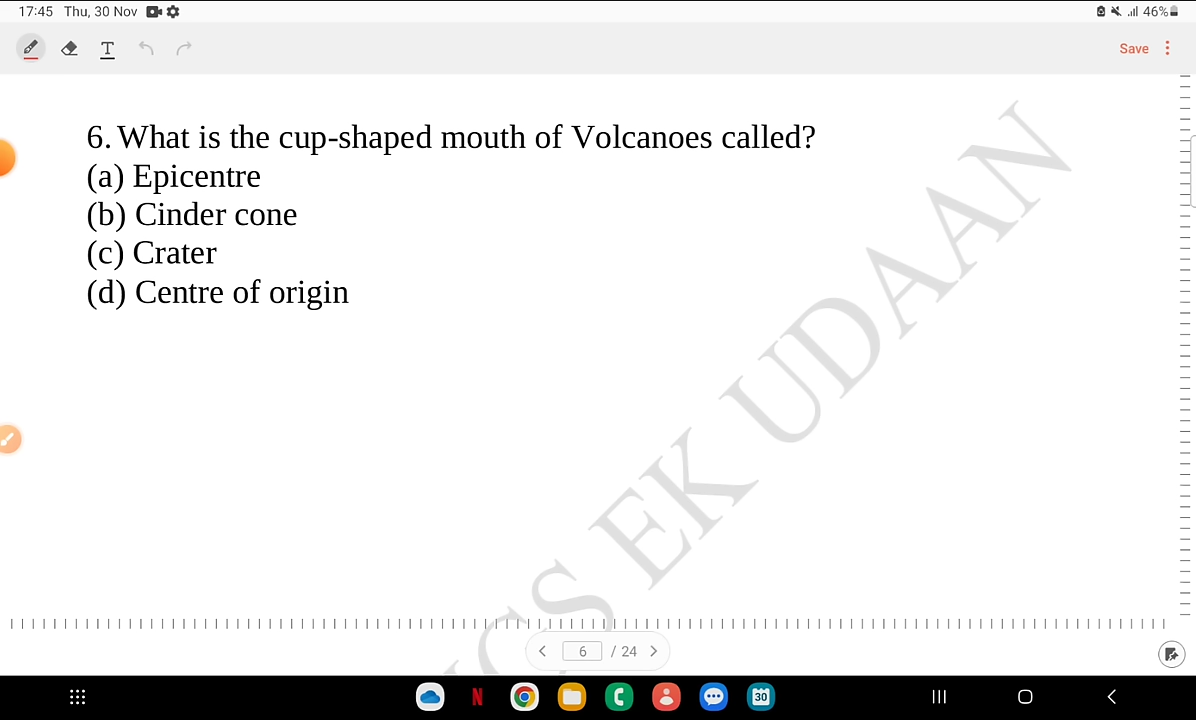 17:45 Thu, 30 Nov
46%
T
Save
6. What is the cup-shaped mouth of Volcanoes called?
(a) Epicentre
(b) Cinder cone
(c) Crater
(d) Centre of origin
CS EK UDAAN
6 / 24
N
30